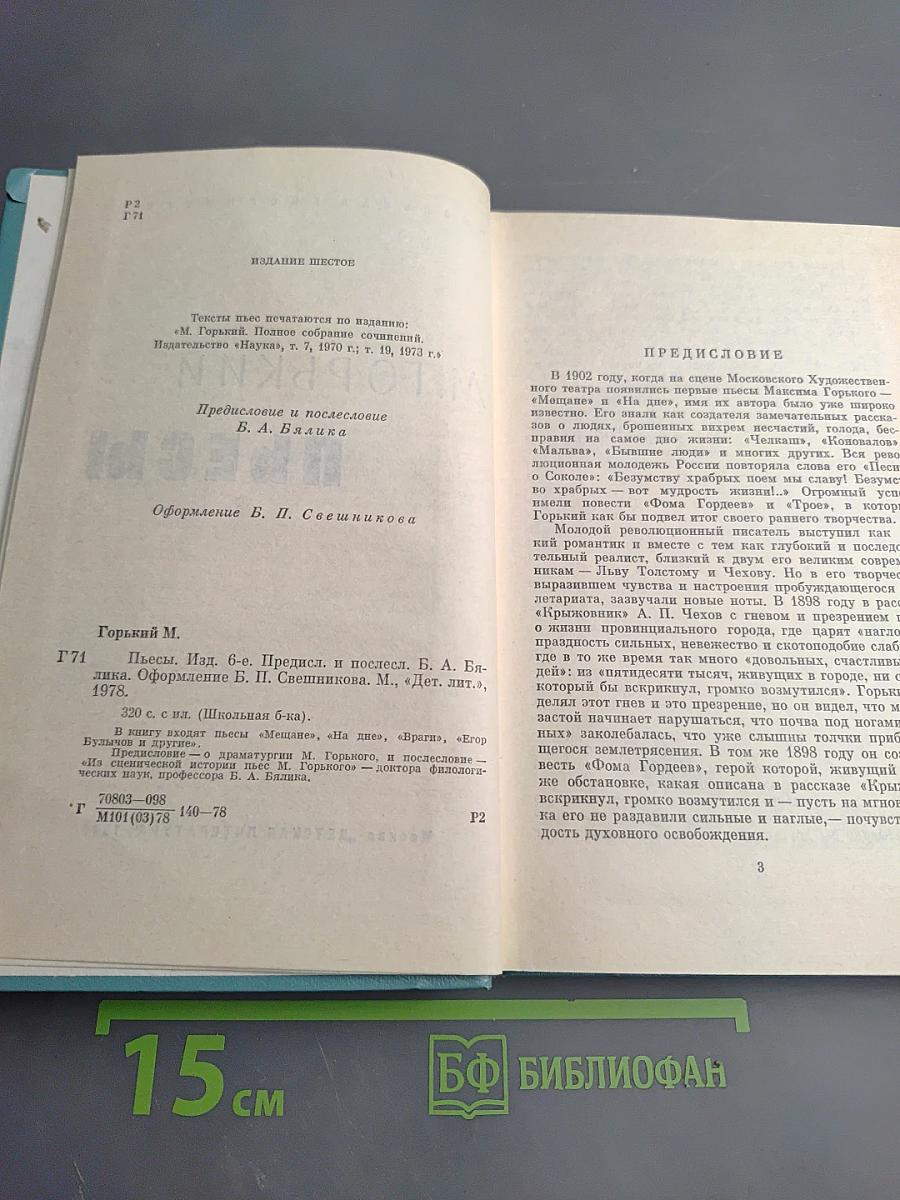 Р2
Г71
ИЗДАНИЕ ШЕСТОЕ
Тексты пьес печатаются по изданию:
«М. Горький. Полное собрание сочинений.
Издательство «Наука», т. 7, 1970 г.; т. 19, 1973 г.»
Предисловие и послесловие
Б. А. Бялика
Оформление Б. П. Свешникова
Горький М.
Г71 Пьесы. Изд. 6-е. Предисл. и послесл. Б. А. Бя-
лика. Оформление Б. П. Свешникова. М., «Дет. лит.»,
1978.
320 с. с ил. (Школьная б-ка).
В книгу входят пьесы «Мещане», «На дне», «Враги», «Егор
Булычов и другие».
Предисловие — о драматургии М. Горького, и послесловие —
«Из сценической истории пьес М. Горького» — доктора филологи-
ческих наук, профессора Б. А. Бялика.
Г 70803—098
М101(03)78 140—78 Р2
ПРЕДИСЛОВИЕ
В 1902 году, когда на сцене Московского Художествен-
ного театра появились первые пьесы Максима Горького —
«Мещане» и «На дне», имя их автора было уже широко
известно. Его знали как создателя замечательных расска-
зов о людях, брошенных вихрем несчастий, голода, бес-
правия на самое дно жизни: «Челкаш», «Коновалов»
«Мальва», «Бывшие люди» и многих других. Вся рево
люционная молодежь России повторяла слова его «Песн
о Соколе»: «Безумству храбрых поем мы славу! Безумст
во храбрых — вот мудрость жизни!..» Огромный успе
имели повести «Фома Гордеев» и «Трое», в котори
Горький как бы подвел итог своего раннего творчества.
Молодой революционный писатель выступил как
кий романтик и вместе с тем как глубокий и последо
тельный реалист, близкий к двум его великим соврем
никам — Льву Толстому и Чехову. Но в его творчес
выразившем чувства и настроения пробуждающегося
летариата, зазвучали новые ноты. В 1898 году в расс
«Крыжовник» А. П. Чехов с гневом и презрением п
о жизни провинциального города, где царят «нагло
праздность сильных, невежество и скотоподобие слаб
где в то же время так много «довольных, счастливы
дей»: из «пятидесяти тысяч, живущих в городе, ни с
который бы вскрикнул, громко возмутился». Горьки
делял этот гнев и это презрение, но он видел, что м
застой начинает нарушаться, что почва под ногами
ных» заколебалась, что уже слышны толчки приб
щегося землетрясения. В том же 1898 году он соз
весть «Фома Гордеев», герой которой, живущий
же обстановке, какая описана в рассказе «Крыж
вскрикнул, громко возмутился и — пусть на мгнов
ка его не раздавили сильные и наглые,— почувст
дость духовного освобождения.
3
15 см
БФ БИБЛИОФАН